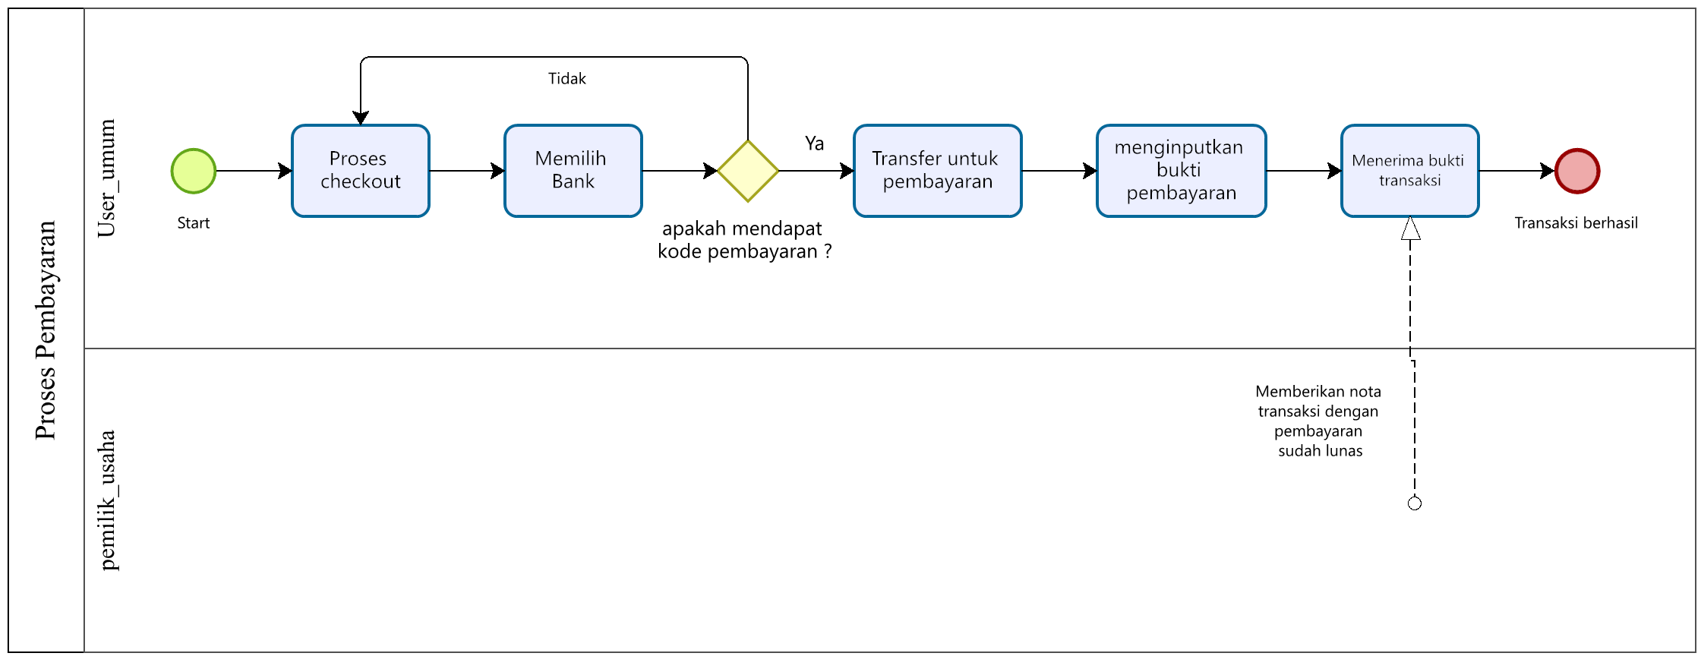 Proses Pembayaran
User_umum
Tidak
Start
Proses
checkout
Memilih
Bank
apakah mendapat
kode pembayaran ?
Ya
Transfer untuk
pembayaran
menginputkan
bukti
pembayaran
Menerima bukti
transaksi
Transaksi berhasil
pemilik_usaha
Memberikan nota
transaksi dengan
pembayaran
sudah lunas